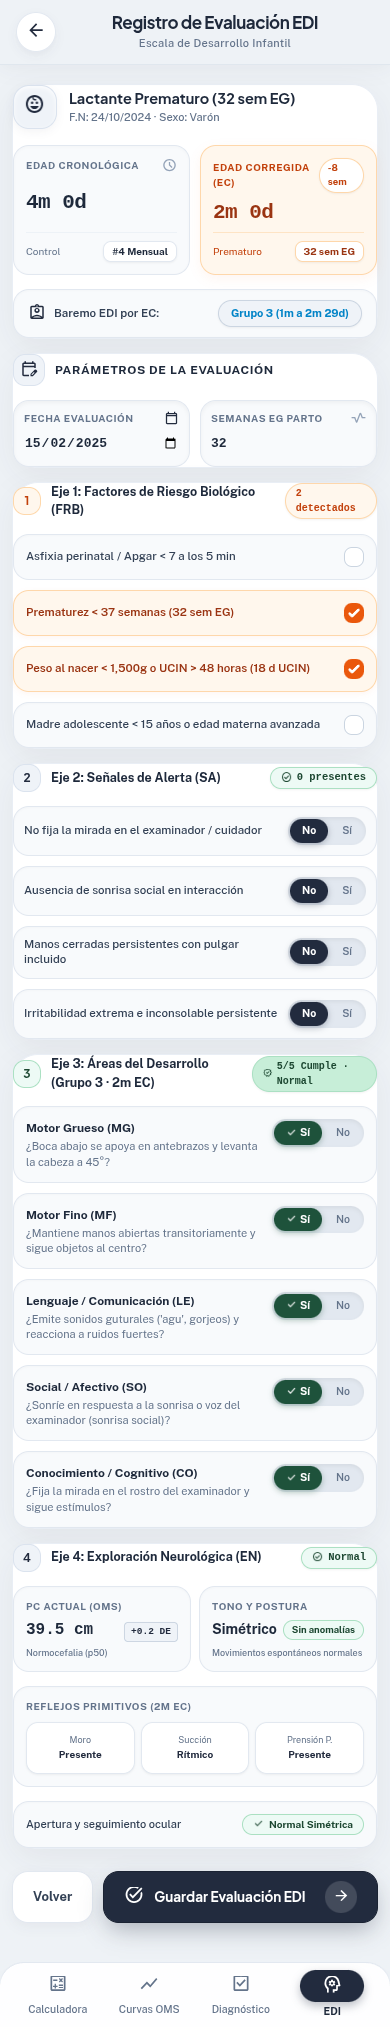 Registro de Evaluación EDI
Escala de Desarrollo Infantil
Lactante Prematuro (32 sem EG)
F.N: 24/10/2024 · Sexo: Varón
EDAD CRONOLÓGICA
4m 0d
Control
#4 Mensual
EDAD CORREGIDA
(EC)
-8
sem
2m 0d
Prematuro
32 sem EG
Baremo EDI por EC:
Grupo 3 (1m a 2m 29d)
PARÁMETROS DE LA EVALUACIÓN
FECHA EVALUACIÓN
15/02/2025
SEMANAS EG PARTO
32
1
Eje 1: Factores de Riesgo Biológico
(FRB)
2
detectados
Asfixia perinatal / Apgar < 7 a los 5 min
Prematurez < 37 semanas (32 sem EG)
Peso al nacer < 1,500g o UCIN > 48 horas (18 d UCIN)
Madre adolescente < 15 años o edad materna avanzada
2
Eje 2: Señales de Alerta (SA)
0 presentes
No fija la mirada en el examinador / cuidador
No Sí
Ausencia de sonrisa social en interacción
No Sí
Manos cerradas persistentes con pulgar
incluido
No Sí
Irritabilidad extrema e inconsolable persistente
No Sí
3
Eje 3: Áreas del Desarrollo
(Grupo 3 · 2m EC)
5/5 Cumple ·
Normal
Motor Grueso (MG)
¿Boca abajo se apoya en antebrazos y levanta
la cabeza a 45°?
Sí No
Motor Fino (MF)
¿Mantiene manos abiertas transitoriamente y
sigue objetos al centro?
Sí No
Lenguaje / Comunicación (LE)
¿Emite sonidos guturales ('agu', gorjeos) y
reacciona a ruidos fuertes?
Sí No
Social / Afectivo (SO)
¿Sonríe en respuesta a la sonrisa o voz del
examinador (sonrisa social)?
Sí No
Conocimiento / Cognitivo (CO)
¿Fija la mirada en el rostro del examinador y
sigue estímulos?
Sí No
4
Eje 4: Exploración Neurológica (EN)
Normal
PC ACTUAL (OMS)
39.5 cm
+0.2 DE
Normocefalia (p50)
TONO Y POSTURA
Simétrico
Sin anomalías
Movimientos espontáneos normales
REFLEJOS PRIMITIVOS (2M EC)
Moro
Presente
Succión
Rítmico
Prensión P.
Presente
Apertura y seguimiento ocular
Normal Simétrica
Volver
Guardar Evaluación EDI
Calculadora
Curvas OMS
Diagnóstico
EDI